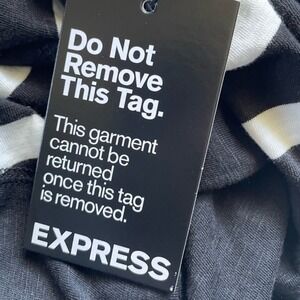 Do Not
Remove
This Tag.
This garment
cannot be
returned
once this tag
is removed.
EXPRESS